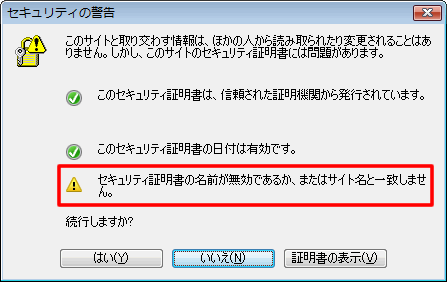 セキュリティの警告
このサイトと取り交わす情報は、ほかの人から読み取られたり変更されることはあ
りません。しかし、このサイトのセキュリティ証明書には問題があります。
このセキュリティ証明書は、信頼された証明機関から発行されています。
このセキュリティ証明書の日付は有効です。
セキュリティ証明書の名前が無効であるか、またはサイト名と一致しませ
ん。
続行しますか?
はい(Y)
いいえ(N)
証明書の表示(V)